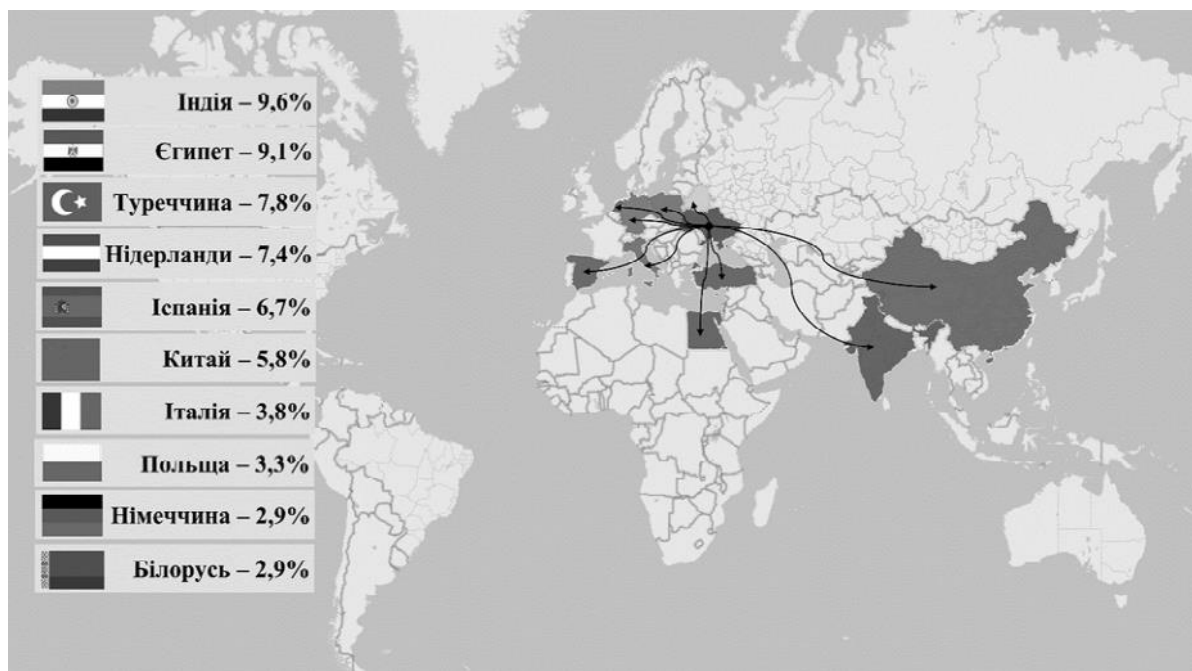 Індія – 9,6%
Єгипет – 9,1%
Туреччина – 7,8%
Нідерланди – 7,4%
Іспанія – 6,7%
Китай – 5,8%
Італія – 3,8%
Польща – 3,3%
Німеччина – 2,9%
Білорусь – 2,9%